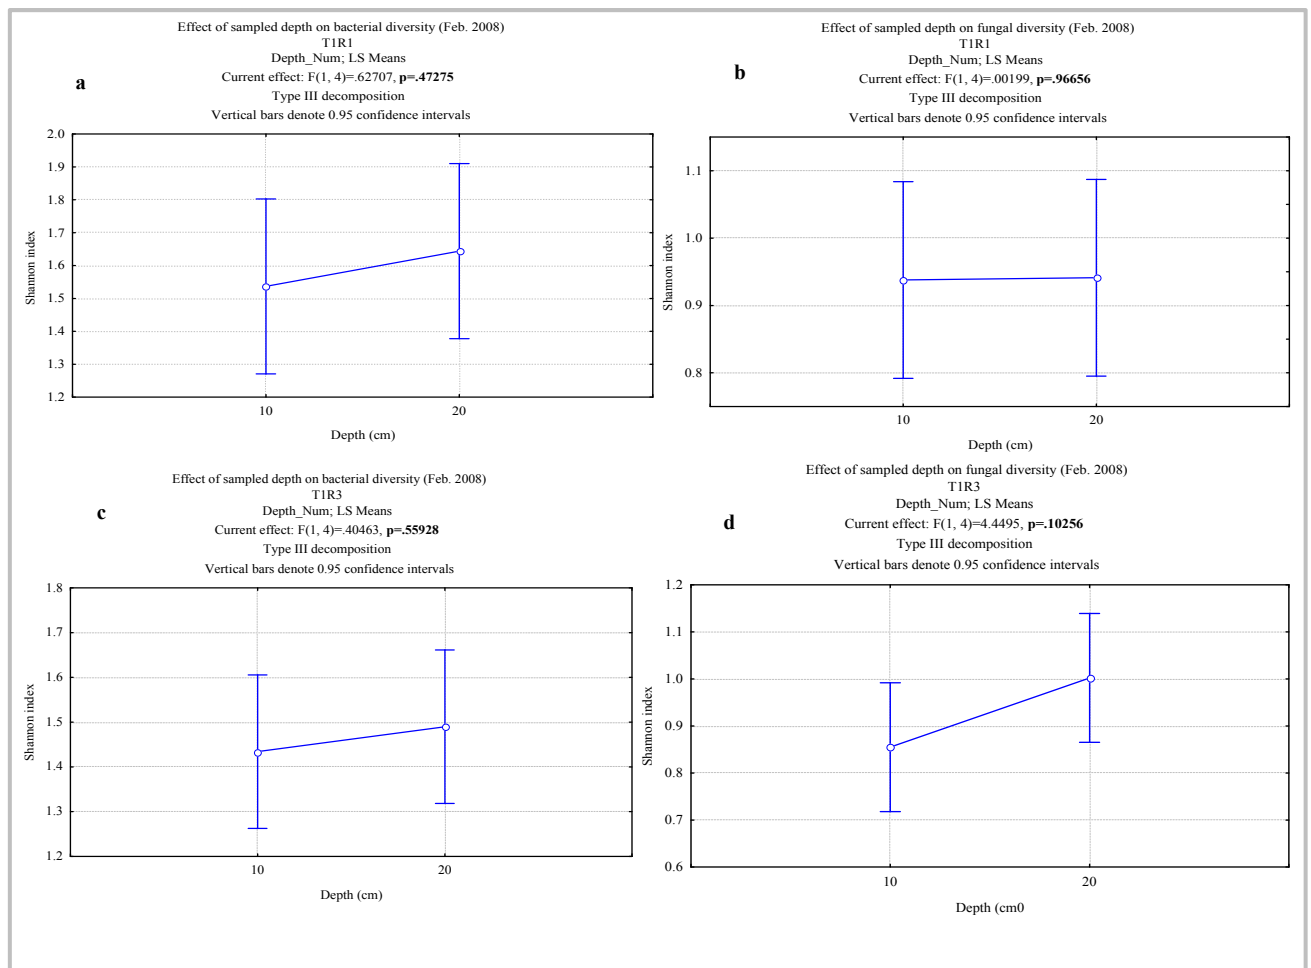 Effect of sampled depth on bacterial diversity (Feb. 2008)
T1R1
Depth_Num; LS Means
a
Current effect: F(1, 4)=.62707, p=.47275
Type III decomposition
Vertical bars denote 0.95 confidence intervals
2.0
1.9
1.8
1.7
1.6
1.5
1.4
1.3
1.2
Shannon index
10
20
Depth (cm)
Effect of sampled depth on fungal diversity (Feb. 2008)
T1R1
Depth_Num; LS Means
b
Current effect: F(1, 4)=.00199, p=.96656
Type III decomposition
Vertical bars denote 0.95 confidence intervals
1.1
1.0
0.9
0.8
Shannon index
10
20
Depth (cm)
Effect of sampled depth on bacterial diversity (Feb. 2008)
T1R3
Depth_Num; LS Means
c
Current effect: F(1, 4)=.40463, p=.55928
Type III decomposition
Vertical bars denote 0.95 confidence intervals
1.8
1.7
1.6
1.5
1.4
1.3
1.2
Shannon index
10
20
Depth (cm)
Effect of sampled depth on fungal diversity (Feb. 2008)
T1R3
Depth_Num; LS Means
d
Current effect: F(1, 4)=4.4495, p=.10256
Type III decomposition
Vertical bars denote 0.95 confidence intervals
1.2
1.1
1.0
0.9
0.8
0.7
0.6
Shannon index
10
20
Depth (cm0